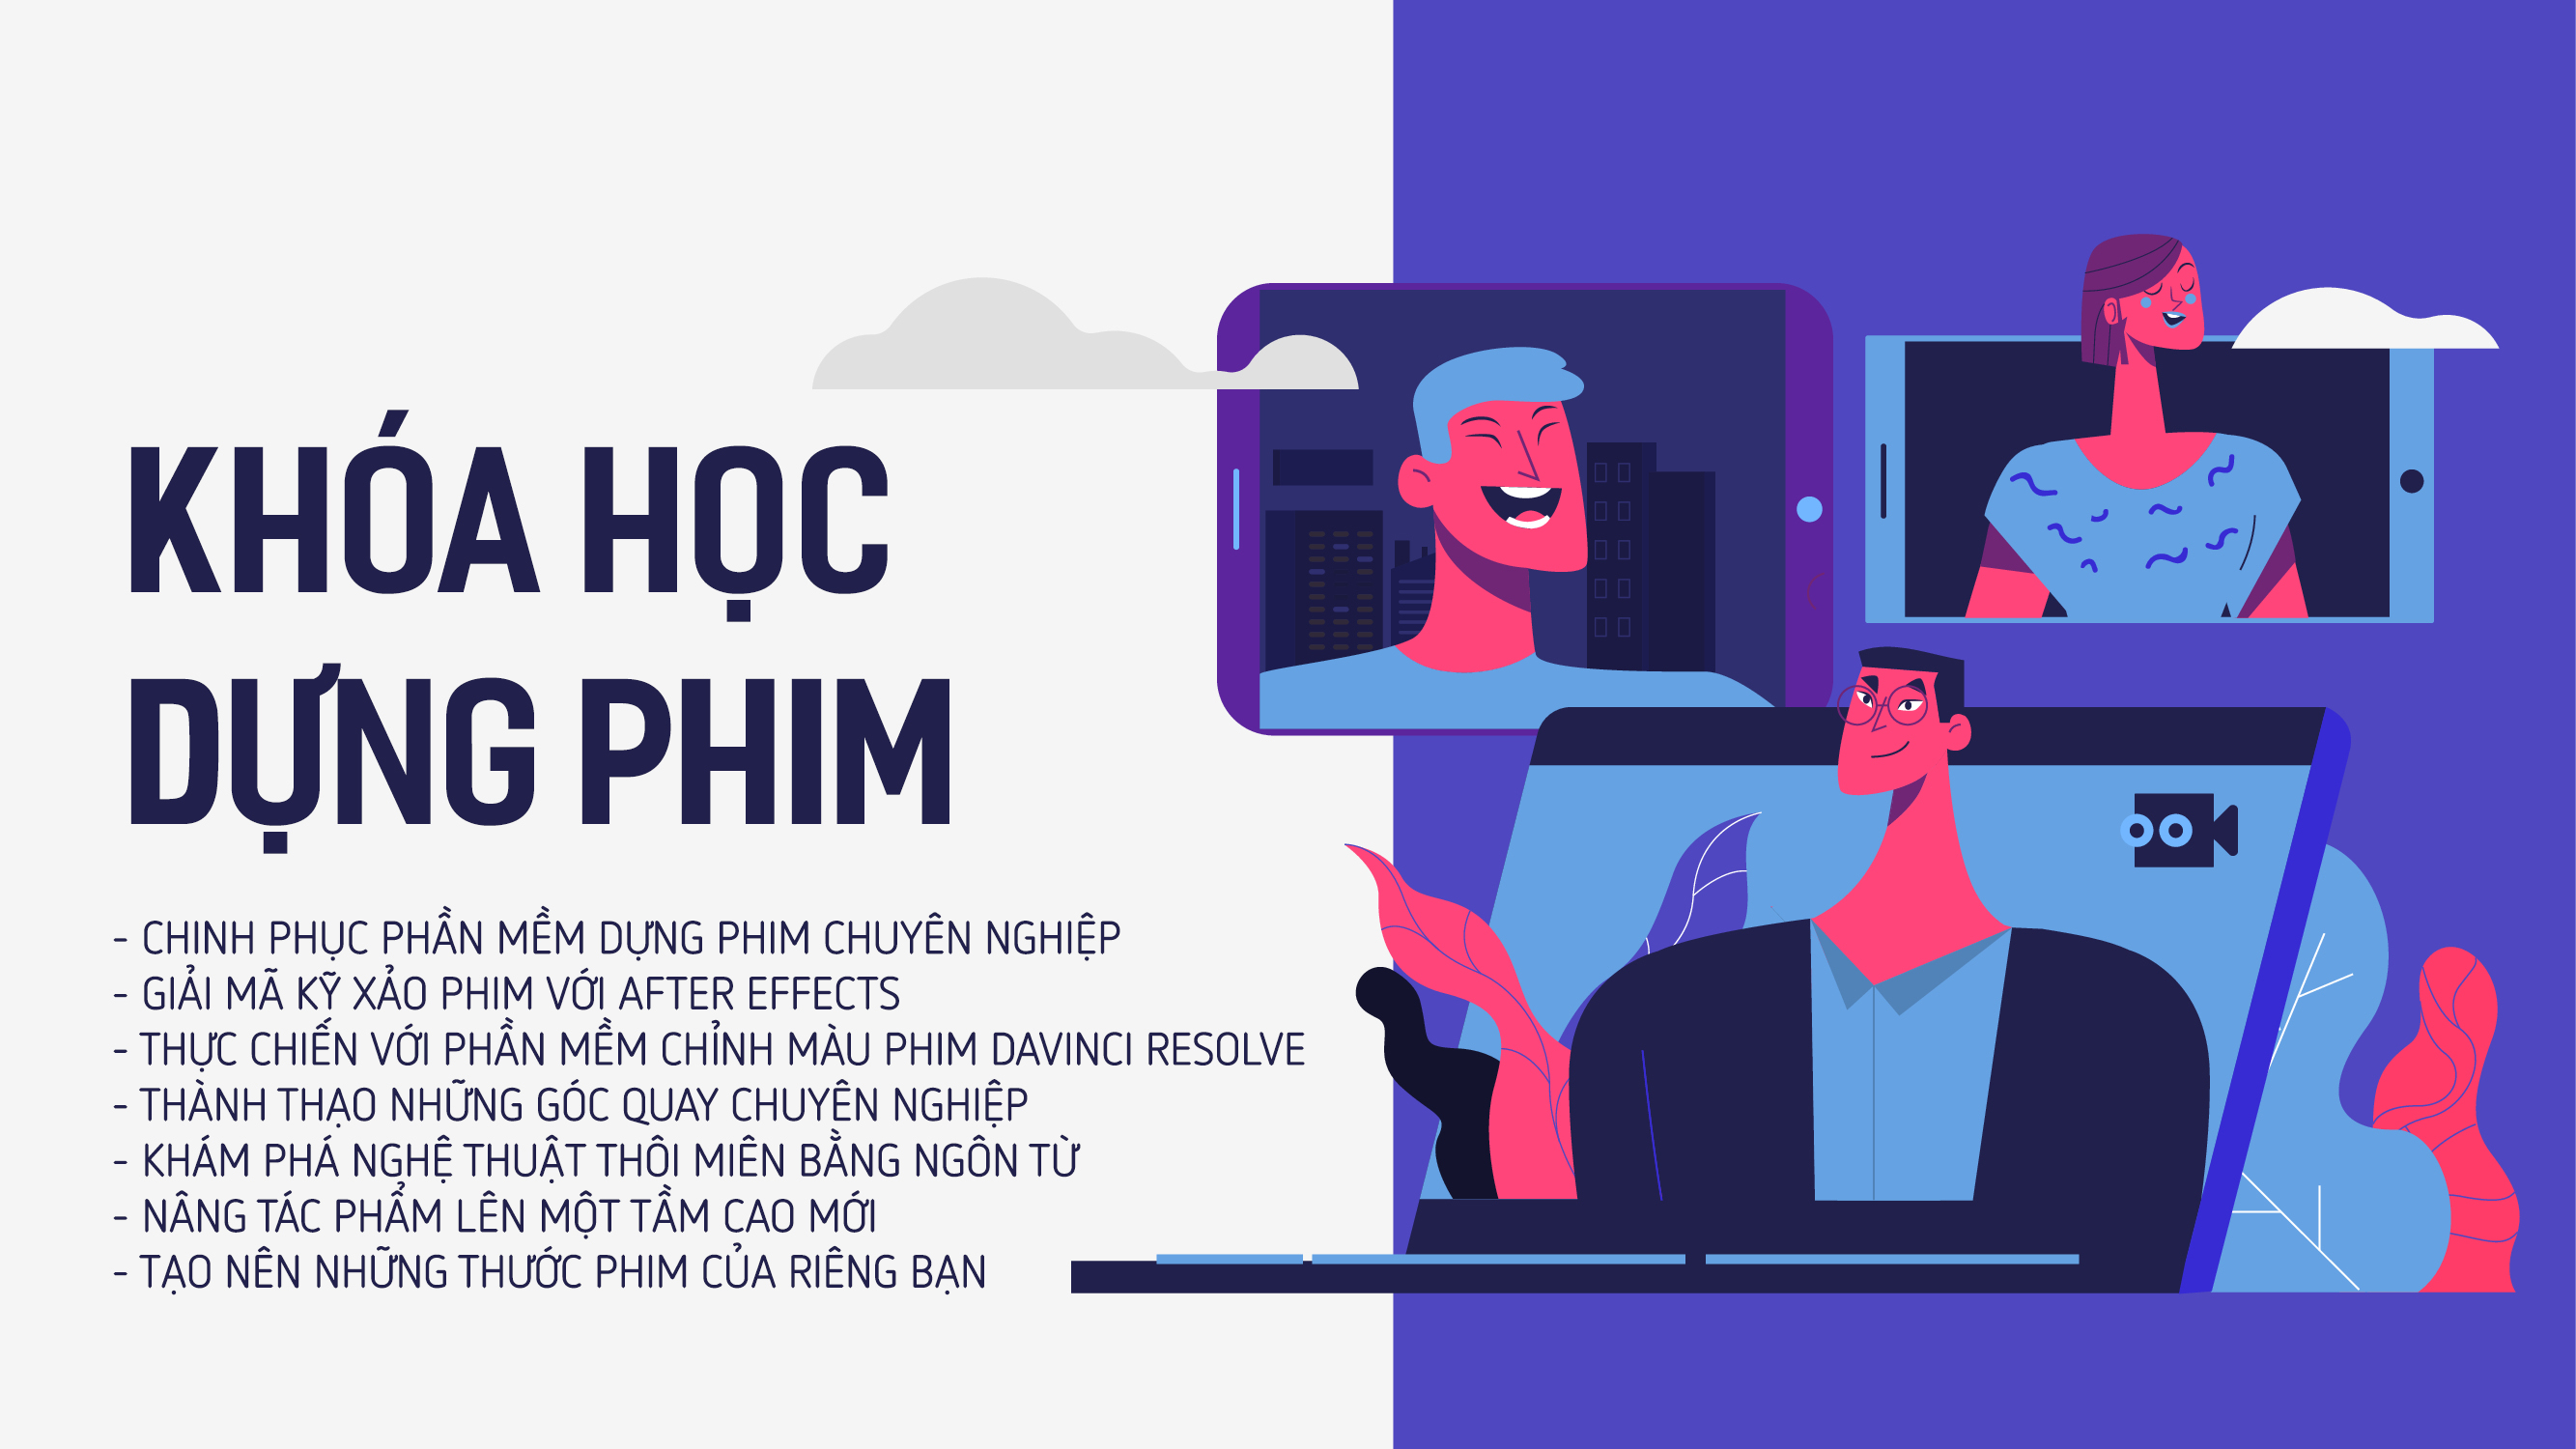 KHÓA HỌC
DỰNG PHIM
- CHINH PHỤC PHẦN MỀM DỰNG PHIM CHUYÊN NGHIỆP
- GIẢI MÃ KỸ XẢO PHIM VỚI AFTER EFFECTS
- THỰC CHIẾN VỚI PHẦN MỀM CHỈNH MÀU PHIM DAVINCI RESOLVE
- THÀNH THẠO NHỮNG GÓC QUAY CHUYÊN NGHIỆP
- KHÁM PHÁ NGHỆ THUẬT THÔI MIÊN BẰNG NGÔN TỪ
- NÂNG TÁC PHẨM LÊN MỘT TẦM CAO MỚI
- TẠO NÊN NHỮNG THƯỚC PHIM CỦA RIÊNG BẠN